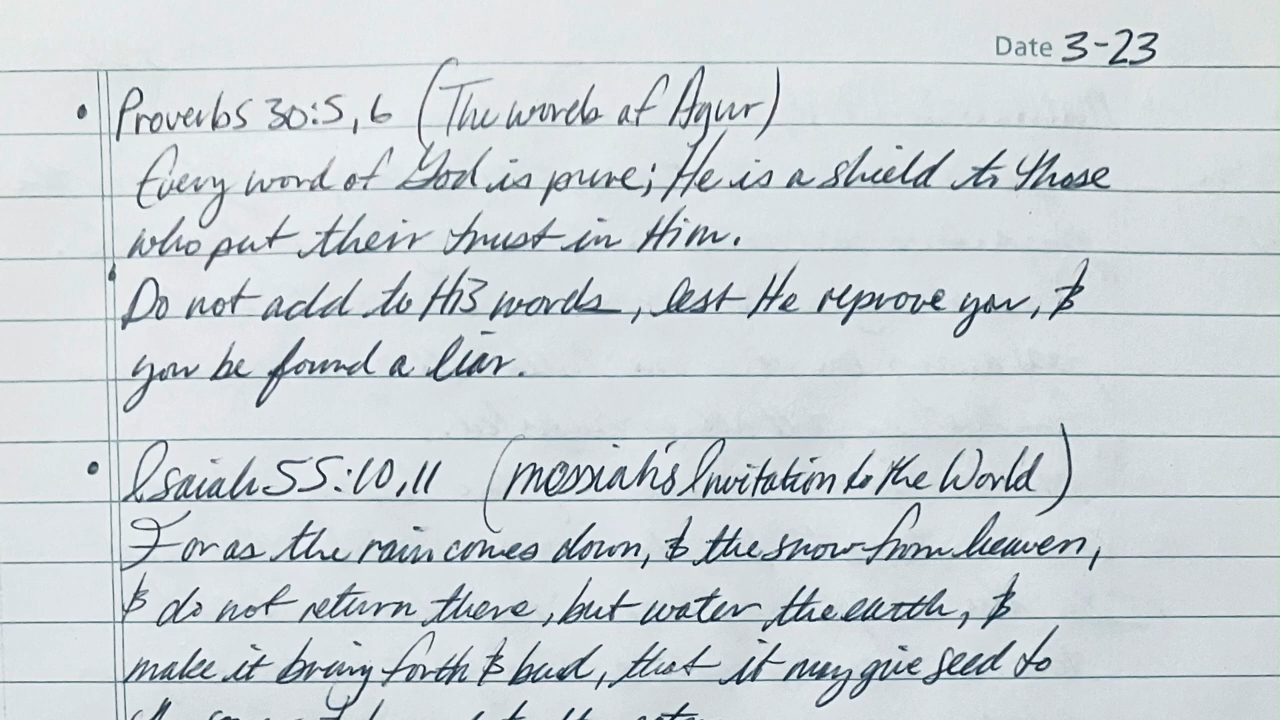 Date 3-23
• Proverbs 30:5,6 (The words of Agur)
Every word of God is pure; He is a shield to those
who put their trust in Him.
Do not add to His words, lest He reprove you, &
you be found a liar.
• Isaiah 55:10,11 (Messiah's Invitation to the World)
For as the rain comes down, & the snow from heaven,
& do not return there, but water the earth, &
make it bring forth & bud, that it may give seed to